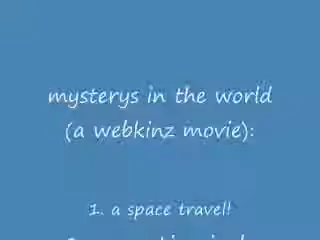 mysterys in the world
(a webkinz movie):
1. a space travel!